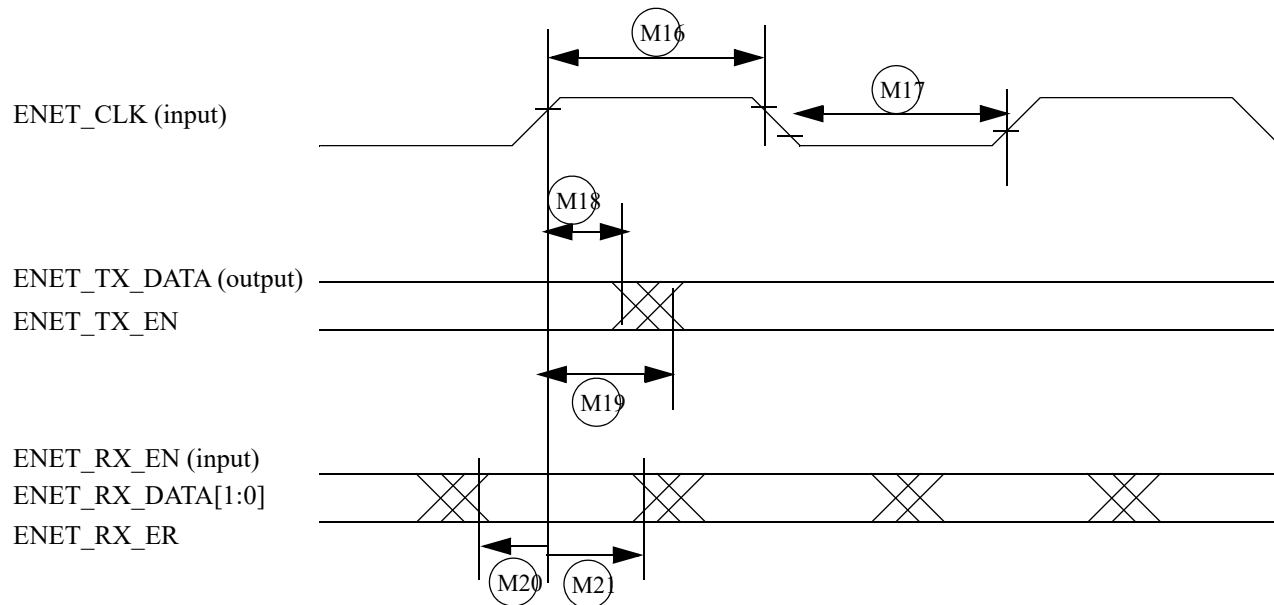 M16
M17
ENET_CLK (input)
M18
ENET_TX_DATA (output)
ENET_TX_EN
M19
ENET_RX_EN (input)
ENET_RX_DATA[1:0]
ENET_RX_ER
M20
M21